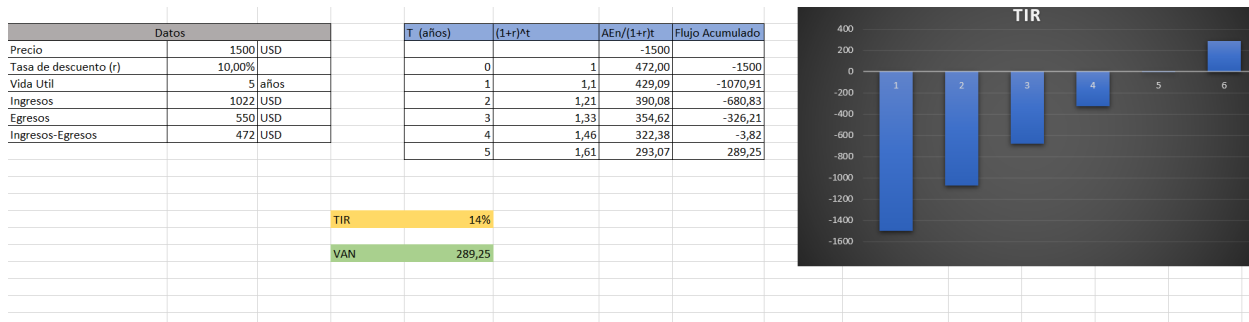 Datos
Precio 1500 USD
Tasa de descuento (r) 10,00%
Vida Util 5 años
Ingresos 1022 USD
Egresos 550 USD
Ingresos-Egresos 472 USD
T (años) (1+r)^t AEn/(1+r)t Flujo Acumulado
-1500
0 1 472,00 -1500
1 1,1 429,09 -1070,91
2 1,21 390,08 -680,83
3 1,33 354,62 -326,21
4 1,46 322,38 -3,82
5 1,61 293,07 289,25
TIR 14%
VAN 289,25
TIR
400
200
0
-200
-400
-600
-800
-1000
-1200
-1400
-1600
1 2 3 4 5 6